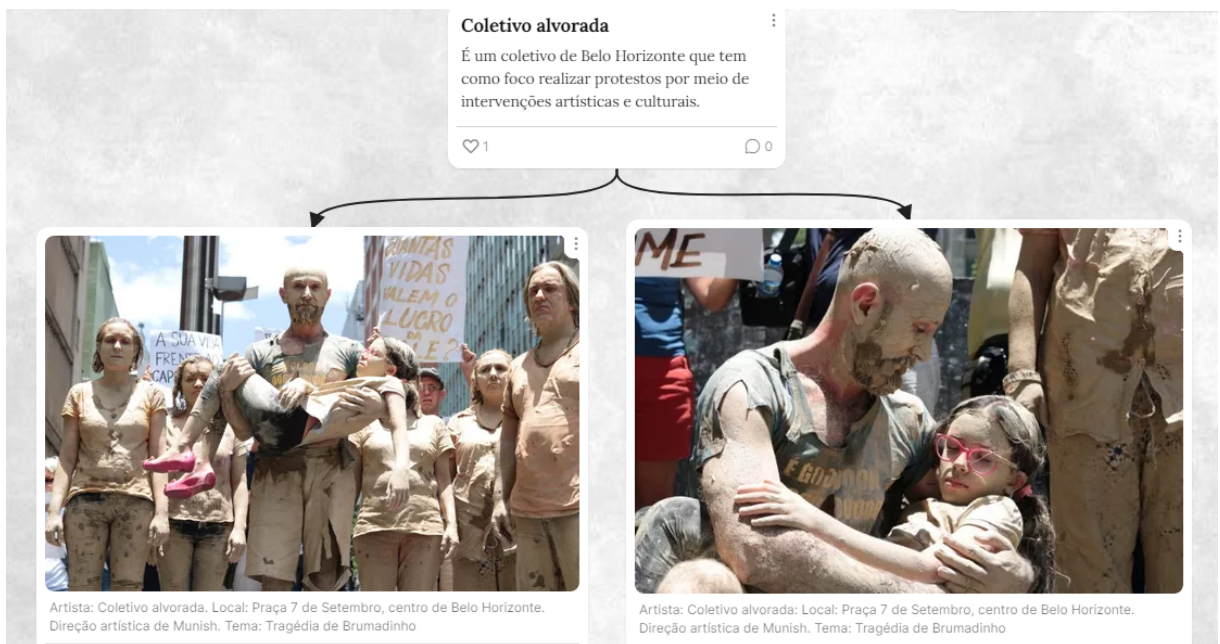 Coletivo alvorada
É um coletivo de Belo Horizonte que tem
como foco realizar protestos por meio de
intervenções artísticas e culturais.
1
0
A SUA VIDA
FRENTE AO
QUANTAS
VIDAS
VALEM O
LUCRO
DA
ME
Artista: Coletivo alvorada. Local: Praça 7 de Setembro, centro de Belo Horizonte.
Direção artística de Munish. Tema: Tragédia de Brumadinho
Artista: Coletivo alvorada: Local: Praça 7 de Setembro, centro de Belo Horizonte.
Direção artística de Munish. Tema: Tragédia de Brumadinho